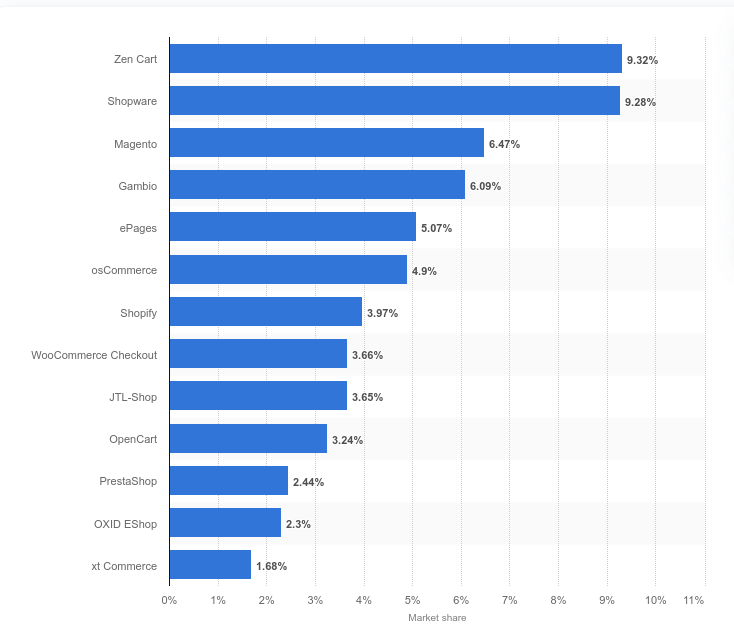 Zen Cart 9.32%
Shopware 9.28%
Magento 6.47%
Gambio 6.09%
ePages 5.07%
osCommerce 4.9%
Shopify 3.97%
WooCommerce Checkout 3.66%
JTL-Shop 3.65%
OpenCart 3.24%
PrestaShop 2.44%
OXID EShop 2.3%
xt Commerce 1.68%
0% 1% 2% 3% 4% 5% 6% 7% 8% 9% 10% 11%
Market share